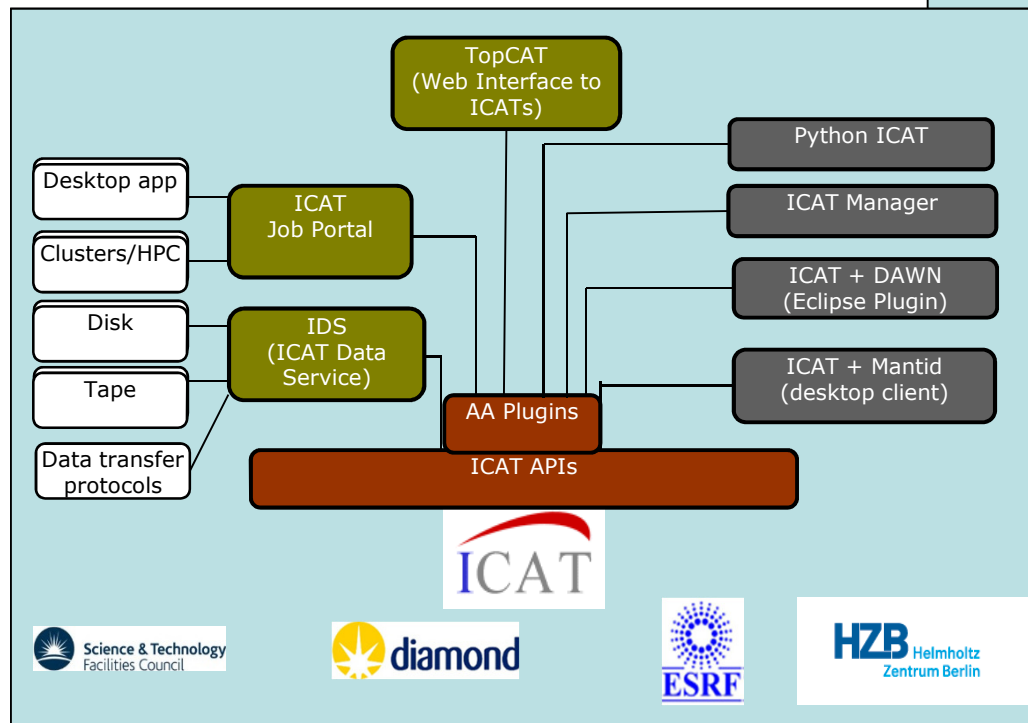 TopCAT
(Web Interface to
ICATs)
Python ICAT
Desktop app
ICAT
Job Portal
ICAT Manager
Clusters/HPC
ICAT + DAWN
(Eclipse Plugin)
Disk
IDS
(ICAT Data
Service)
ICAT + Mantid
(desktop client)
Tape
AA Plugins
Data transfer
protocols
ICAT APIs
ICAT
Science & Technology
Facilities Council
diamond
ESRF
HZB Helmholtz
Zentrum Berlin